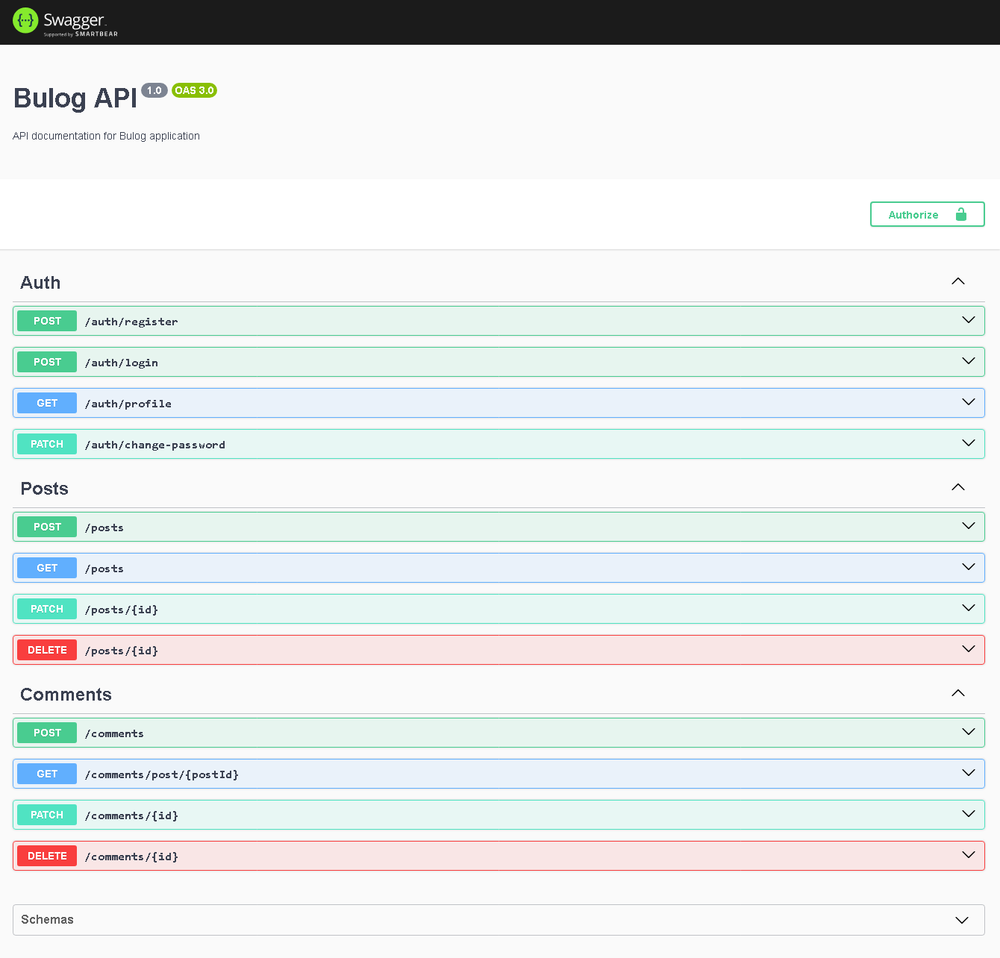 Swagger.
Supported by SMARTBEAR
Bulog API 1.0 OAS 3.0
API documentation for Bulog application
Authorize
Auth
POST /auth/register
POST /auth/login
GET /auth/profile
PATCH /auth/change-password
Posts
POST /posts
GET /posts
PATCH /posts/{id}
DELETE /posts/{id}
Comments
POST /comments
GET /comments/post/{postId}
PATCH /comments/{id}
DELETE /comments/{id}
Schemas